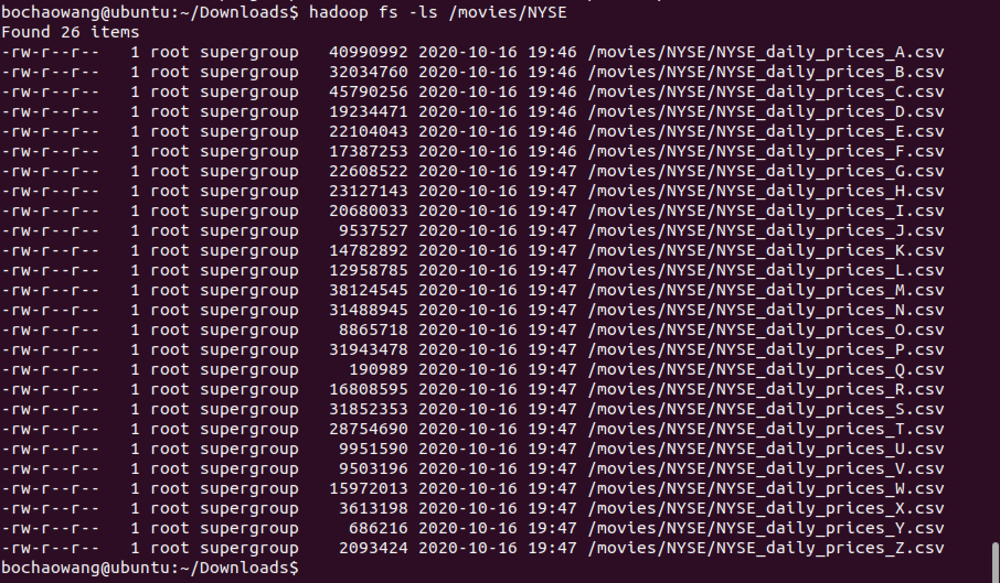 bochaowang@ubuntu:~/Downloads$ hadoop fs -ls /movies/NYSE
Found 26 items
-rw-r--r--   1 root supergroup   40990992 2020-10-16 19:46 /movies/NYSE/NYSE_daily_prices_A.csv
-rw-r--r--   1 root supergroup   32034760 2020-10-16 19:46 /movies/NYSE/NYSE_daily_prices_B.csv
-rw-r--r--   1 root supergroup   45790256 2020-10-16 19:46 /movies/NYSE/NYSE_daily_prices_C.csv
-rw-r--r--   1 root supergroup   19234471 2020-10-16 19:46 /movies/NYSE/NYSE_daily_prices_D.csv
-rw-r--r--   1 root supergroup   22104043 2020-10-16 19:46 /movies/NYSE/NYSE_daily_prices_E.csv
-rw-r--r--   1 root supergroup   17387253 2020-10-16 19:46 /movies/NYSE/NYSE_daily_prices_F.csv
-rw-r--r--   1 root supergroup   22608522 2020-10-16 19:47 /movies/NYSE/NYSE_daily_prices_G.csv
-rw-r--r--   1 root supergroup   23127143 2020-10-16 19:47 /movies/NYSE/NYSE_daily_prices_H.csv
-rw-r--r--   1 root supergroup   20680033 2020-10-16 19:47 /movies/NYSE/NYSE_daily_prices_I.csv
-rw-r--r--   1 root supergroup    9537527 2020-10-16 19:47 /movies/NYSE/NYSE_daily_prices_J.csv
-rw-r--r--   1 root supergroup   14782892 2020-10-16 19:47 /movies/NYSE/NYSE_daily_prices_K.csv
-rw-r--r--   1 root supergroup   12958785 2020-10-16 19:47 /movies/NYSE/NYSE_daily_prices_L.csv
-rw-r--r--   1 root supergroup   38124545 2020-10-16 19:47 /movies/NYSE/NYSE_daily_prices_M.csv
-rw-r--r--   1 root supergroup   31488945 2020-10-16 19:47 /movies/NYSE/NYSE_daily_prices_N.csv
-rw-r--r--   1 root supergroup    8865718 2020-10-16 19:47 /movies/NYSE/NYSE_daily_prices_O.csv
-rw-r--r--   1 root supergroup   31943478 2020-10-16 19:47 /movies/NYSE/NYSE_daily_prices_P.csv
-rw-r--r--   1 root supergroup     190989 2020-10-16 19:47 /movies/NYSE/NYSE_daily_prices_Q.csv
-rw-r--r--   1 root supergroup   16808595 2020-10-16 19:47 /movies/NYSE/NYSE_daily_prices_R.csv
-rw-r--r--   1 root supergroup   31852353 2020-10-16 19:47 /movies/NYSE/NYSE_daily_prices_S.csv
-rw-r--r--   1 root supergroup   28754690 2020-10-16 19:47 /movies/NYSE/NYSE_daily_prices_T.csv
-rw-r--r--   1 root supergroup    9951590 2020-10-16 19:47 /movies/NYSE/NYSE_daily_prices_U.csv
-rw-r--r--   1 root supergroup    9503196 2020-10-16 19:47 /movies/NYSE/NYSE_daily_prices_V.csv
-rw-r--r--   1 root supergroup   15972013 2020-10-16 19:47 /movies/NYSE/NYSE_daily_prices_W.csv
-rw-r--r--   1 root supergroup    3613198 2020-10-16 19:47 /movies/NYSE/NYSE_daily_prices_X.csv
-rw-r--r--   1 root supergroup     686216 2020-10-16 19:47 /movies/NYSE/NYSE_daily_prices_Y.csv
-rw-r--r--   1 root supergroup    2093424 2020-10-16 19:47 /movies/NYSE/NYSE_daily_prices_Z.csv
bochaowang@ubuntu:~/Downloads$